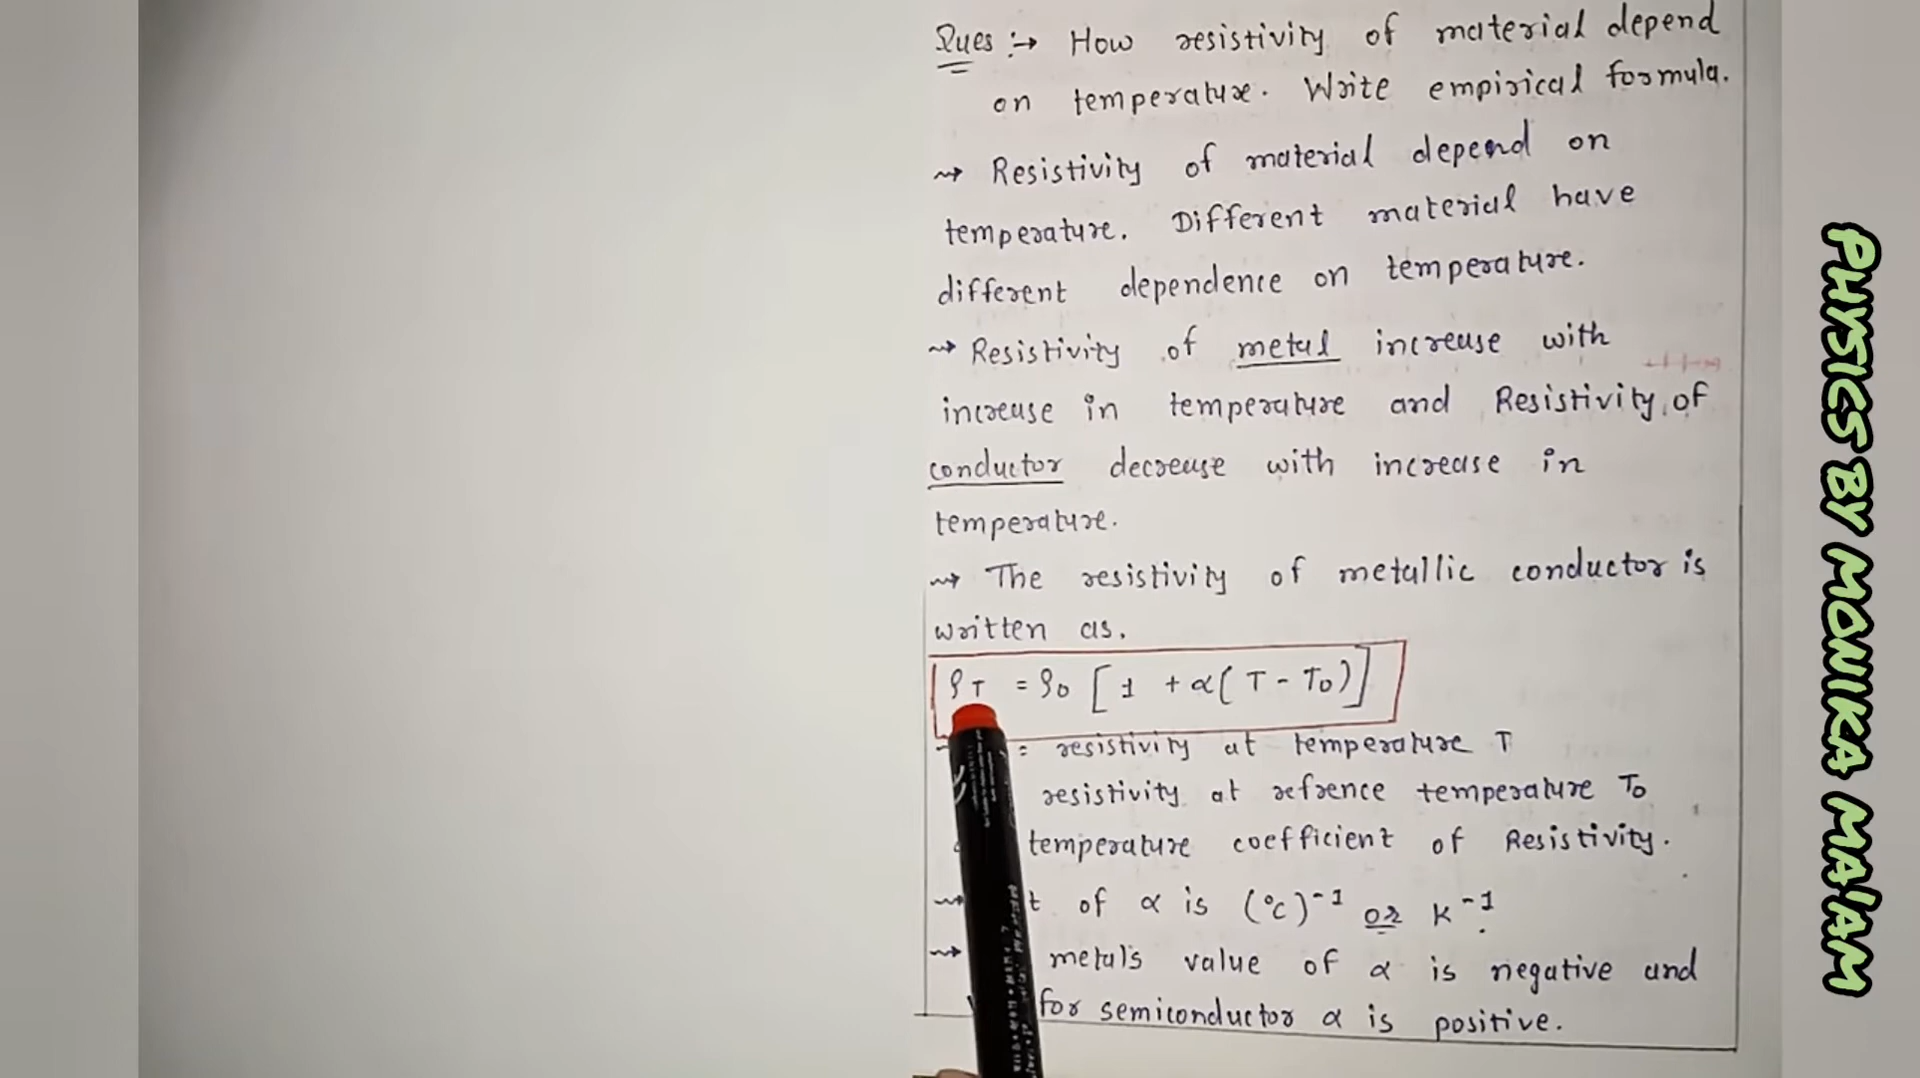 Ques :→ How resistivity of material depend
on temperature. Write empirical formula.
⇝ Resistivity of material depend on
temperature. Different material have
different dependence on temperature.
⇝ Resistivity of metal increase with
increase in temperature and Resistivity of
conductor decrease with increase in
temperature.
⇝ The resistivity of metallic conductor is
written as.
ρT = ρ0 [1 + α(T - T0)]
= resistivity at temperature T
resistivity at refrence temperature T0
temperature coefficient of Resistivity.
⇝ of α is (°c)⁻¹ or K⁻¹
⇝ metals value of α is negative and
for semiconductor α is positive.
PHYSICS BY MONIKA MA'AM